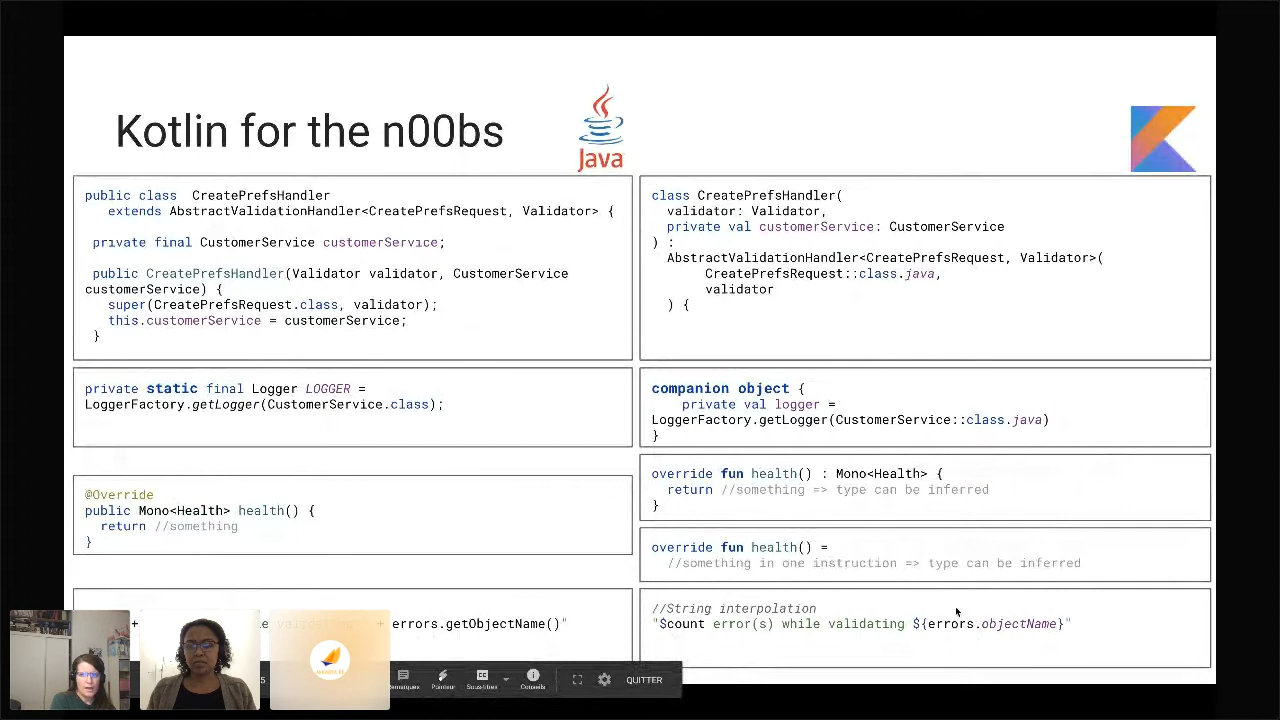 Kotlin for the n00bs
Java
public class CreatePrefsHandler
extends AbstractValidationHandler<CreatePrefsRequest, Validator> {
private final CustomerService customerService;
public CreatePrefsHandler(Validator validator, CustomerService
customerService) {
super(CreatePrefsRequest.class, validator);
this.customerService = customerService;
}
class CreatePrefsHandler(
validator: Validator,
private val customerService: CustomerService
) :
AbstractValidationHandler<CreatePrefsRequest, Validator>(
CreatePrefsRequest::class.java,
validator
) {
private static final Logger LOGGER =
LoggerFactory.getLogger(CustomerService.class);
companion object {
private val logger =
LoggerFactory.getLogger(CustomerService::class.java)
}
@Override
public Mono<Health> health() {
return //something
}
override fun health() : Mono<Health> {
return //something => type can be inferred
}
override fun health() =
//something in one instruction => type can be inferred
+ errors.getObjectName()"
//String interpolation
"$count error(s) while validating ${errors.objectName}"
Pointeur
Sous-titres
Conseils
QUITTER